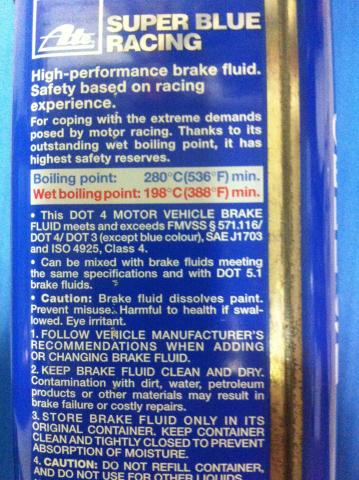 Ate
SUPER BLUE
RACING
High-performance brake fluid.
Safety based on racing
experience.
For coping with the extreme demands
posed by motor racing. Thanks to its
outstanding wet boiling point, it has
highest safety reserves.
Boiling point: 280°C(536°F) min.
Wet boiling point: 198°C(388°F) min.
• This DOT 4 MOTOR VEHICLE BRAKE
FLUID meets and exceeds FMVSS § 571.116/
DOT 4/ DOT 3 (except blue colour), SAE J1703
and ISO 4925, Class 4.
• Can be mixed with brake fluids meeting
the same specifications and with DOT 5.1
brake fluids.
• Caution: Brake fluid dissolves paint.
Prevent misuse. Harmful to health if swal-
lowed. Eye irritant.
1. FOLLOW VEHICLE MANUFACTURER'S
RECOMMENDATIONS WHEN ADDING
OR CHANGING BRAKE FLUID.
2. KEEP BRAKE FLUID CLEAN AND DRY.
Contamination with dirt, water, petroleum
products or other materials may result in
brake failure or costly repairs.
3. STORE BRAKE FLUID ONLY IN ITS
ORIGINAL CONTAINER. KEEP CONTAINER
CLEAN AND TIGHTLY CLOSED TO PREVENT
ABSORPTION OF MOISTURE.
4. CAUTION: DO NOT REFILL CONTAINER,
AND DO NOT USE FOR OTHER LIQUIDS.